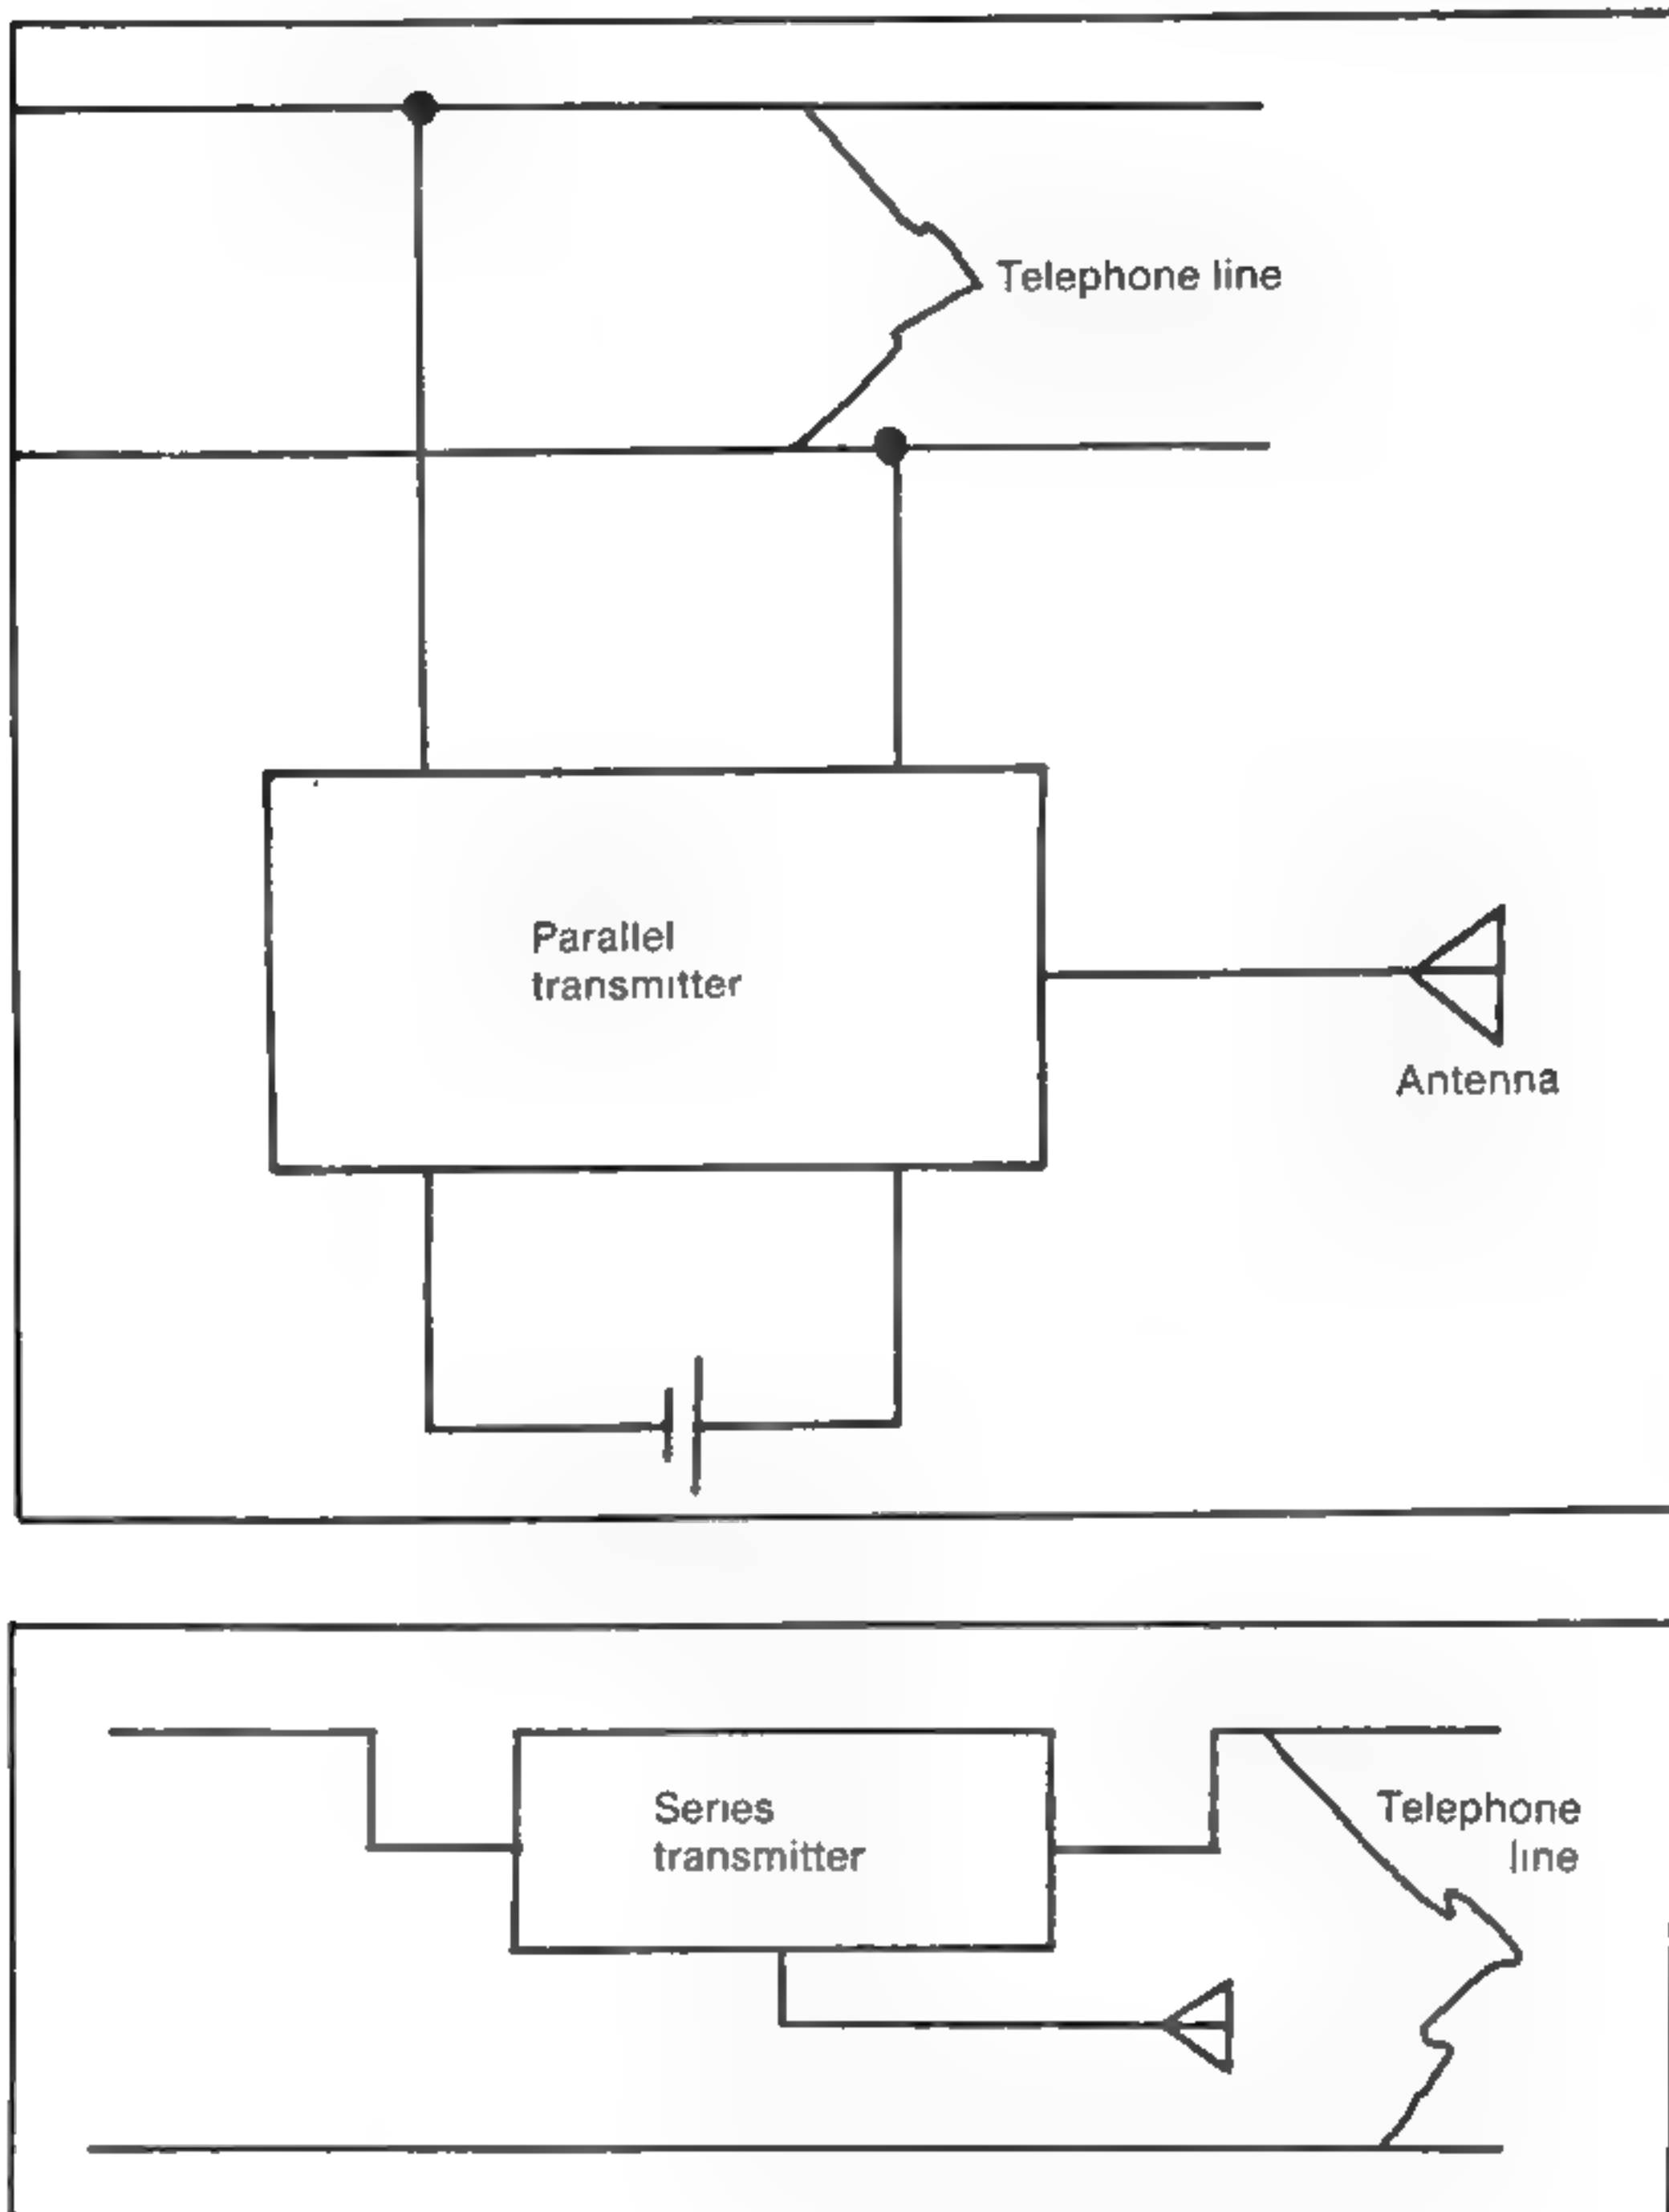 Telephone line
Parallel
transmitter
Antenna
Series
transmitter
Telephone
line